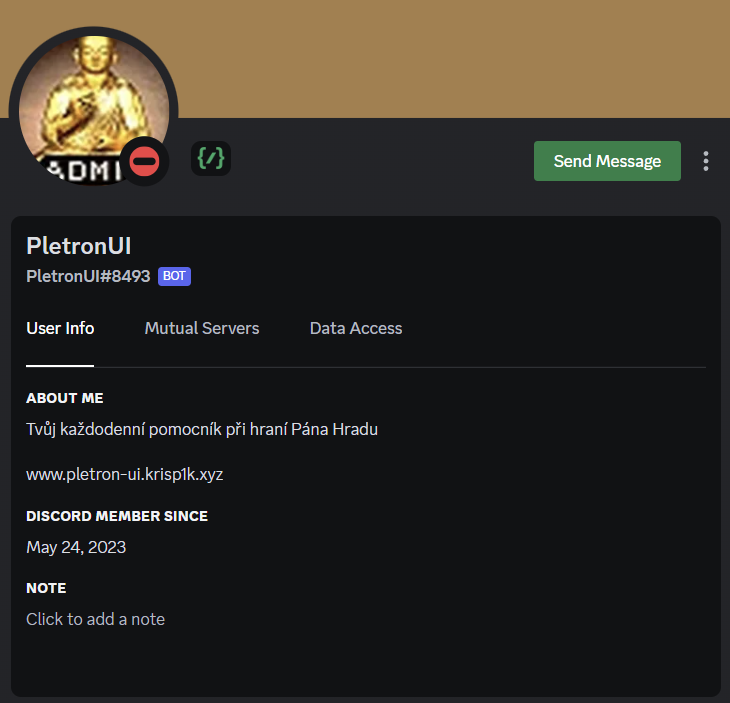 ADMI
{/}
Send Message
PletronUI
PletronUI#8493 BOT
User Info Mutual Servers Data Access
ABOUT ME
Tvůj každodenní pomocník při hraní Pána Hradu
www.pletron-ui.krisp1k.xyz
DISCORD MEMBER SINCE
May 24, 2023
NOTE
Click to add a note